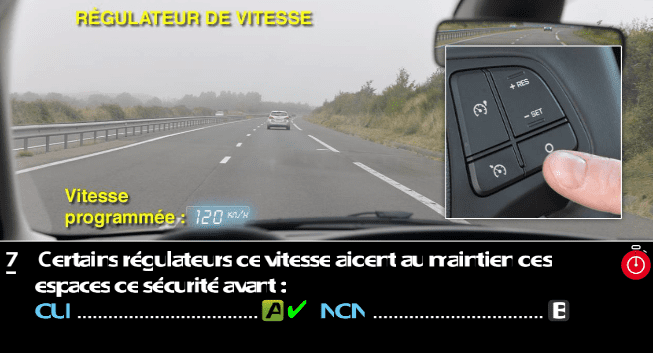 RÉGULATEUR DE VITESSE
+ RES
- SET
O
Vitesse
programmée : 120 KM/H
7 Certains régulateurs de vitesse aident au maintien des
espaces de sécurité avant :
OUI ................................ A ✔ NON ................................ B